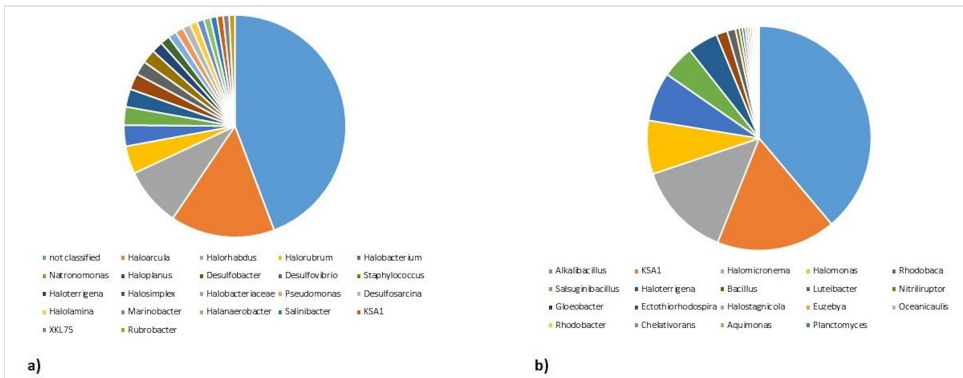 not classified Haloarcula Halorhabdus Halorubrum Halobacterium
Natronomonas Haloplanus Desulfobacter Desulfovibrio Staphylococcus
Haloterrigena Halosimplex Halobacteriaceae Pseudomonas Desulfosarcina
Halolamina Marinobacter Halanaerobacter Salinibacter KSA1
XKL75 Rubrobacter
a)
Alkalibacillus KSA1 Halomicronema Halomonas Rhodobaca
Salsuginibacillus Haloterrigena Bacillus Luteibacter Nitriliruptor
Gloeobacter Ectothiorhodospira Halostagnicola Euzebya Oceanicaulis
Rhodobacter Chelativorans Aquimonas Planctomyces
b)